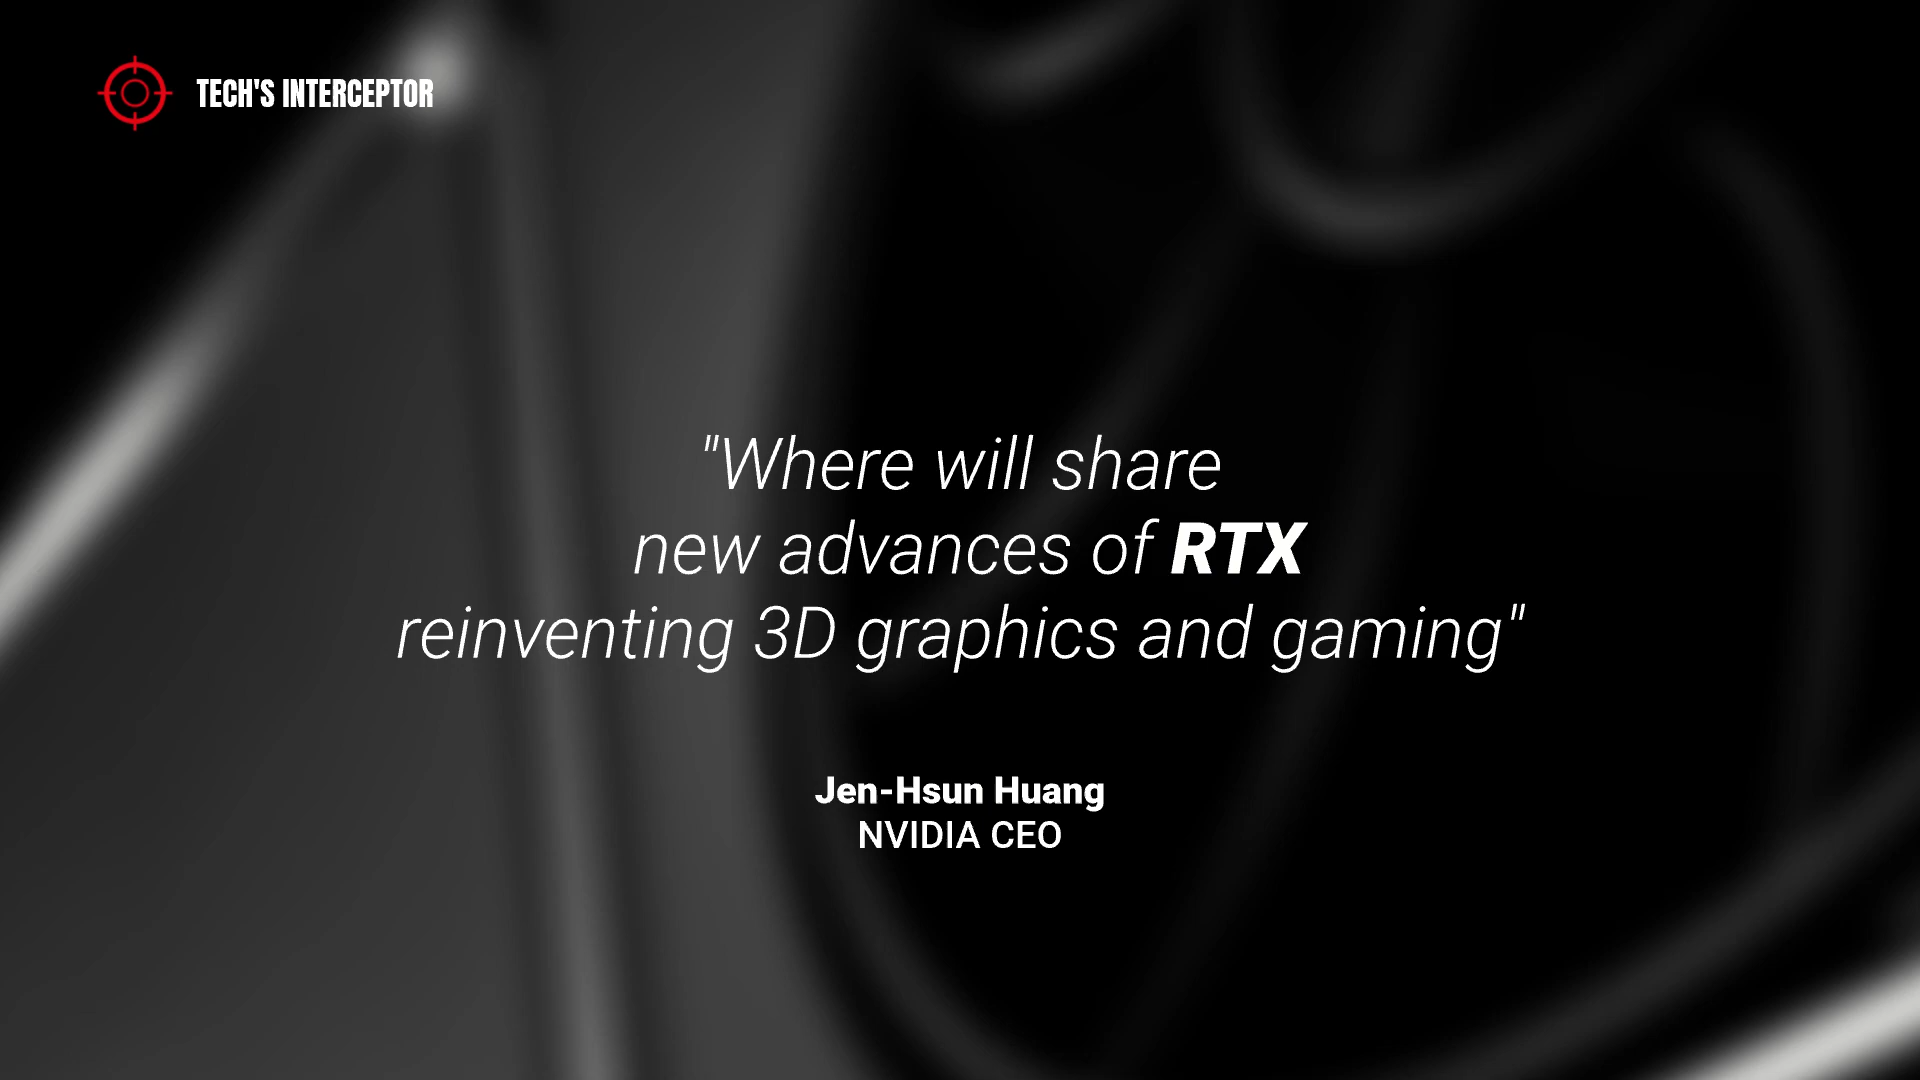 TECH'S INTERCEPTOR
"Where will share
new advances of RTX
reinventing 3D graphics and gaming"
Jen-Hsun Huang
NVIDIA CEO